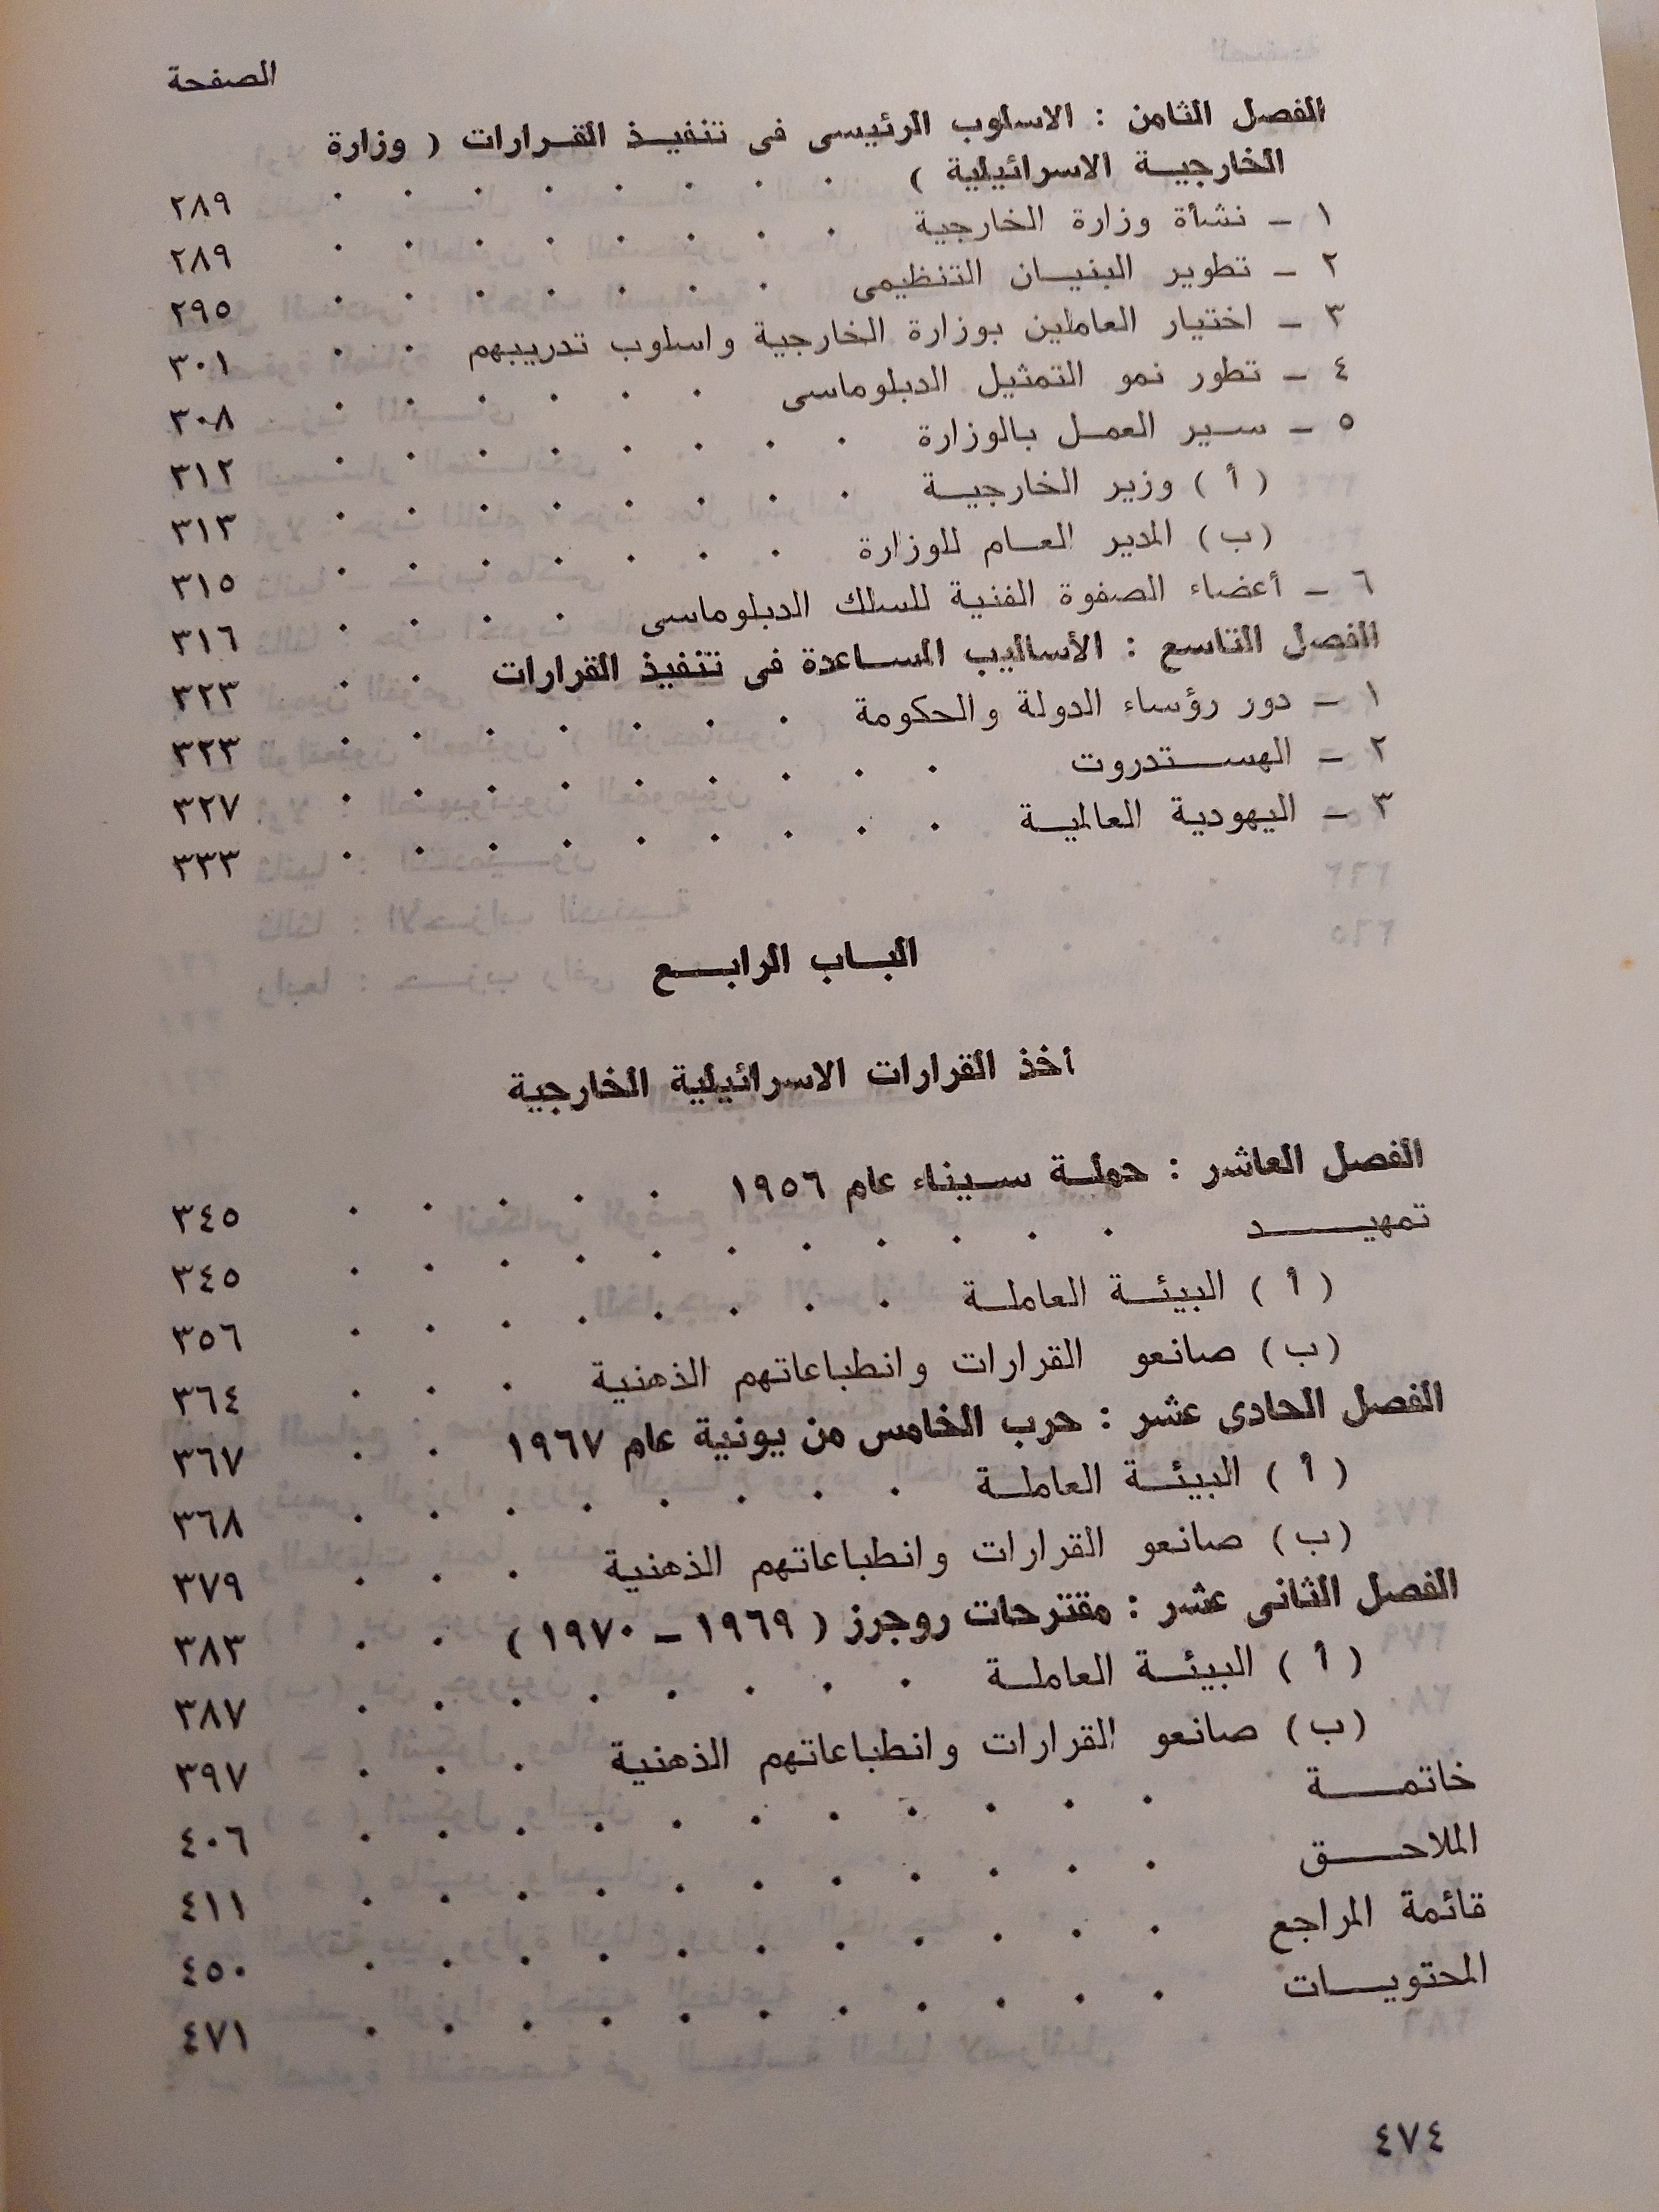 الصفحة
الفصل الثامن : الاسلوب الرئيسى فى تنفيذ القرارات ( وزارة
الخارجية الاسرائيلية ) . . . . . . . . ٢٨٩
١ ـ نشأة وزارة الخارجية . . . . . . . . ٢٨٩
٢ ـ تطوير البنيان التنظيمى . . . . . . . ٢٩٥
٣ ـ اختيار العاملين بوزارة الخارجية واسلوب تدريبهم . . ٣٠١
٤ ـ تطور نمو التمثيل الدبلوماسى . . . . . . ٣٠٨
٥ ـ سير العمل بالوزارة . . . . . . . . ٣١٢
( أ ) وزير الخارجية . . . . . . . . ٣١٣
(ب) المدير العام للوزارة . . . . . . . ٣١٥
٦ ـ أعضاء الصفوة الفنية للسلك الدبلوماسى . . . . ٣١٦
الفصل التاسع : الأساليب المساعدة فى تنفيذ القرارات . . ٣٢٣
١ ـ دور رؤساء الدولة والحكومة . . . . . . . ٣٢٣
٢ ـ الهستدروت . . . . . . . . . ٣٢٧
٣ ـ اليهودية العالمية . . . . . . . . . ٣٣٣
الباب الرابع
أخذ القرارات الاسرائيلية الخارجية
الفصل العاشر : حملة سيناء عام ١٩٥٦ . . . . . ٣٤٥
تمهيد . . . . . . . . . . . ٣٤٥
( أ ) البيئة العاملة . . . . . . . . ٣٥٦
(ب) صانعو القرارات وانطباعاتهم الذهنية . . . ٣٦٤
الفصل الحادى عشر : حرب الخامس من يونية عام ١٩٦٧ . . ٣٦٧
( أ ) البيئة العاملة . . . . . . . . ٣٦٨
(ب) صانعو القرارات وانطباعاتهم الذهنية . . . ٣٧٩
الفصل الثانى عشر : مقترحات روجرز ( ١٩٦٩ ـ ١٩٧٠ ) . . ٣٨٣
( أ ) البيئة العاملة . . . . . . . . ٣٨٧
(ب) صانعو القرارات وانطباعاتهم الذهنية . . . ٣٩٧
خاتمة . . . . . . . . . . . ٤٠٦
الملاحق . . . . . . . . . . . ٤١١
قائمة المراجع . . . . . . . . . . . ٤٥٠
المحتويات . . . . . . . . . . . ٤٧١
٤٧٤